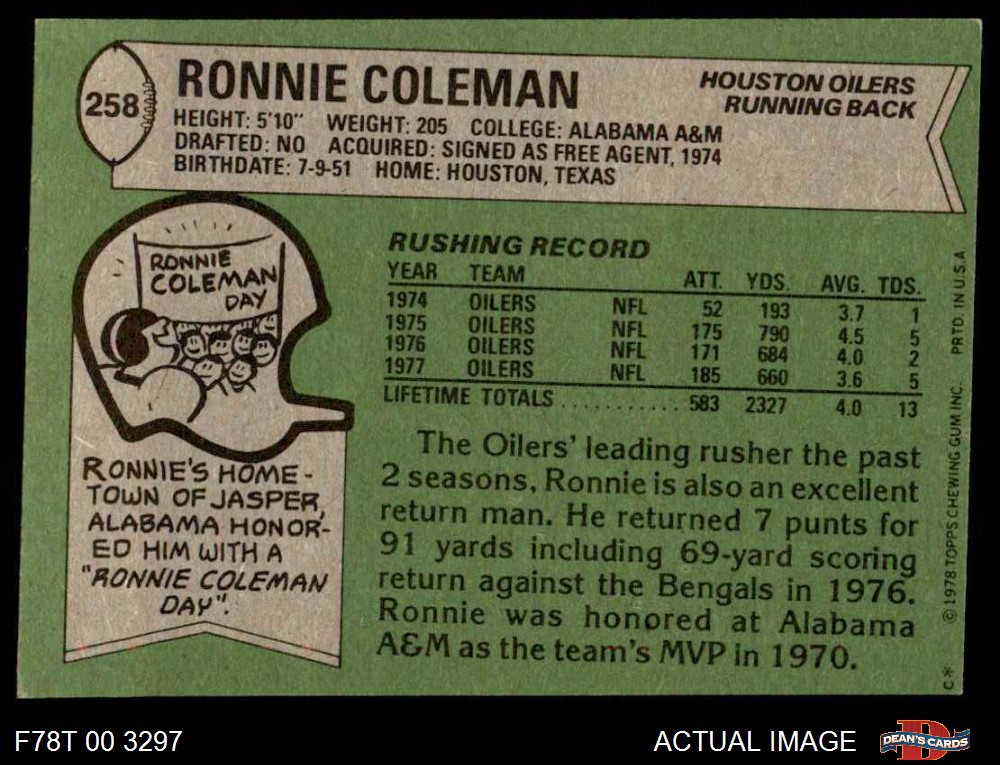 258
RONNIE COLEMAN
HOUSTON OILERS
RUNNING BACK
HEIGHT: 5'10" WEIGHT: 205 COLLEGE: ALABAMA A&M
DRAFTED: NO ACQUIRED: SIGNED AS FREE AGENT, 1974
BIRTHDATE: 7-9-51 HOME: HOUSTON, TEXAS
RONNIE
COLEMAN
DAY
RONNIE'S HOME-
TOWN OF JASPER,
ALABAMA HONOR-
ED HIM WITH A
"RONNIE COLEMAN
DAY".
RUSHING RECORD
YEAR TEAM ATT. YDS. AVG. TDS.
1974 OILERS NFL 52 193 3.7 1
1975 OILERS NFL 175 790 4.5 5
1976 OILERS NFL 171 684 4.0 2
1977 OILERS NFL 185 660 3.6 5
LIFETIME TOTALS ........... 583 2327 4.0 13
The Oilers' leading rusher the past
2 seasons, Ronnie is also an excellent
return man. He returned 7 punts for
91 yards including 69-yard scoring
return against the Bengals in 1976.
Ronnie was honored at Alabama
A&M as the team's MVP in 1970.
C* © 1978 TOPPS CHEWING GUM INC. PRTD. IN U.S.A
F78T 00 3297
ACTUAL IMAGE
D
DEAN'S CARDS